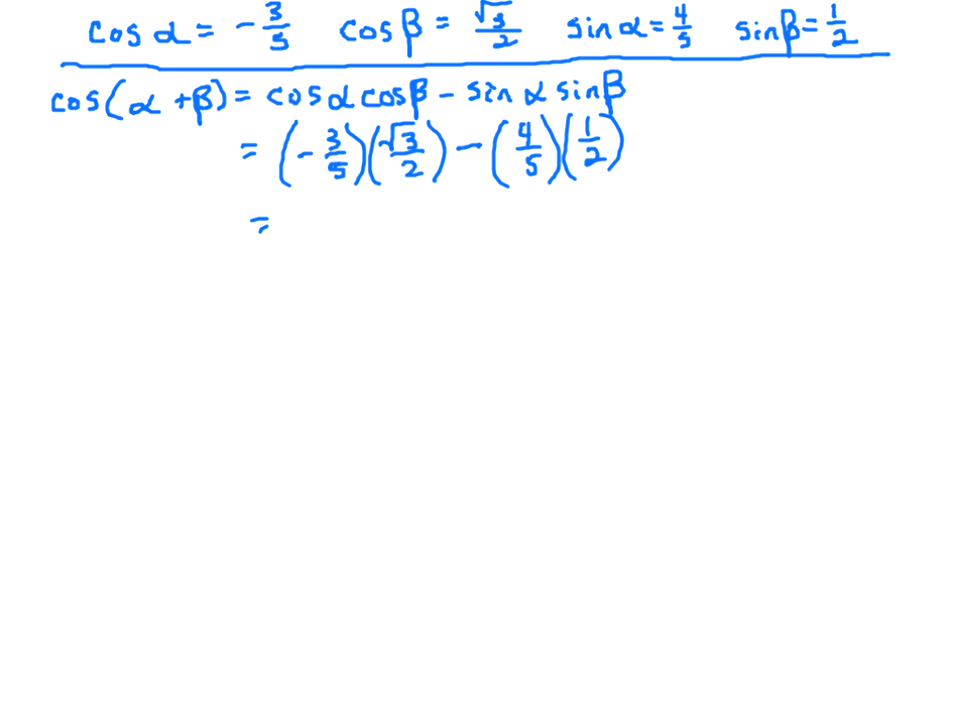 cos α = -3/5 cos β = √3/2 sin α = 4/5 sin β = 1/2
cos(α + β) = cos α cos β - sin α sin β
= (-3/5)(√3/2) - (4/5)(1/2)
=